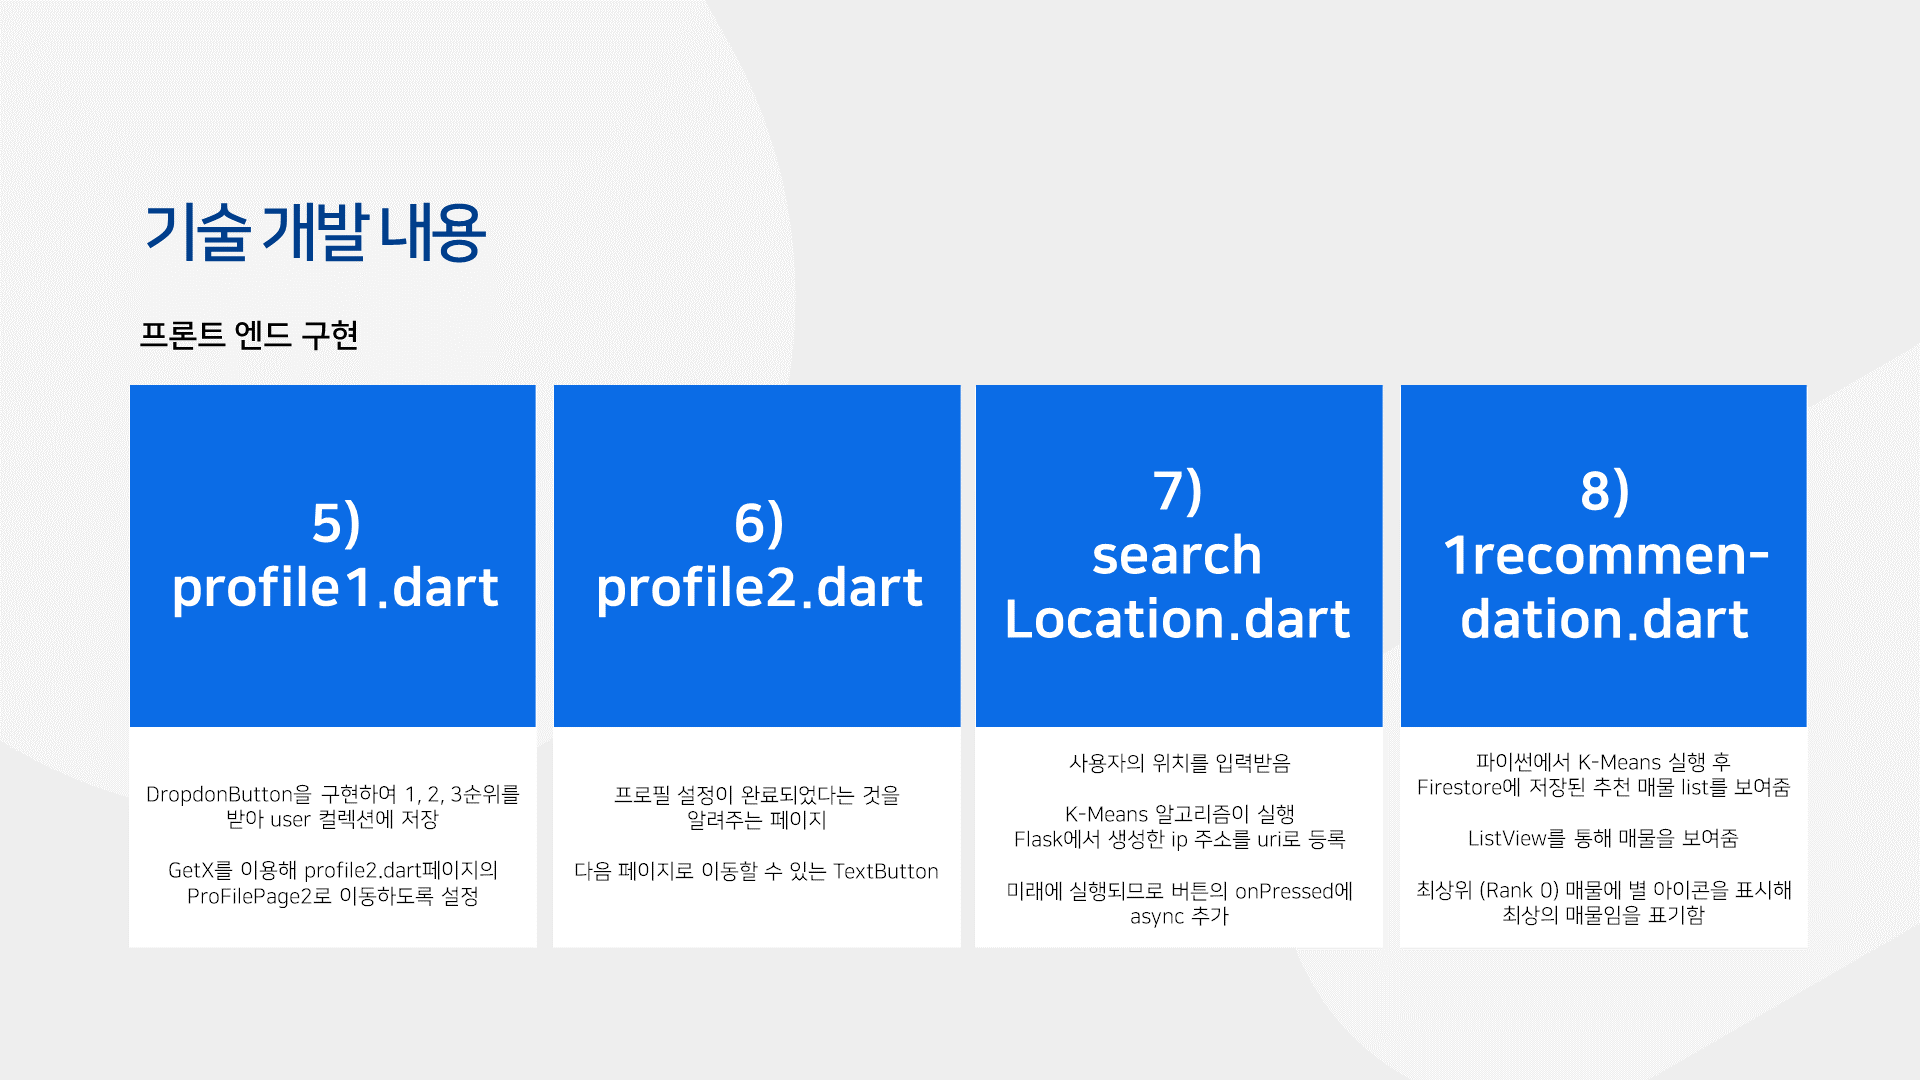 기술 개발 내용
프론트 엔드 구현
5)
profile1.dart
DropdonButton을 구현하여 1, 2, 3순위를
받아 user 컬렉션에 저장
GetX를 이용해 profile2.dart페이지의
ProFilePage2로 이동하도록 설정
6)
profile2.dart
프로필 설정이 완료되었다는 것을
알려주는 페이지
다음 페이지로 이동할 수 있는 TextButton
7)
search
Location.dart
사용자의 위치를 입력받음
K-Means 알고리즘이 실행
Flask에서 생성한 ip 주소를 uri로 등록
미래에 실행되므로 버튼의 onPressed에
async 추가
8)
1recommen-
dation.dart
파이썬에서 K-Means 실행 후
Firestore에 저장된 추천 매물 list를 보여줌
ListView를 통해 매물을 보여줌
최상위 (Rank 0) 매물에 별 아이콘을 표시해
최상의 매물임을 표기함